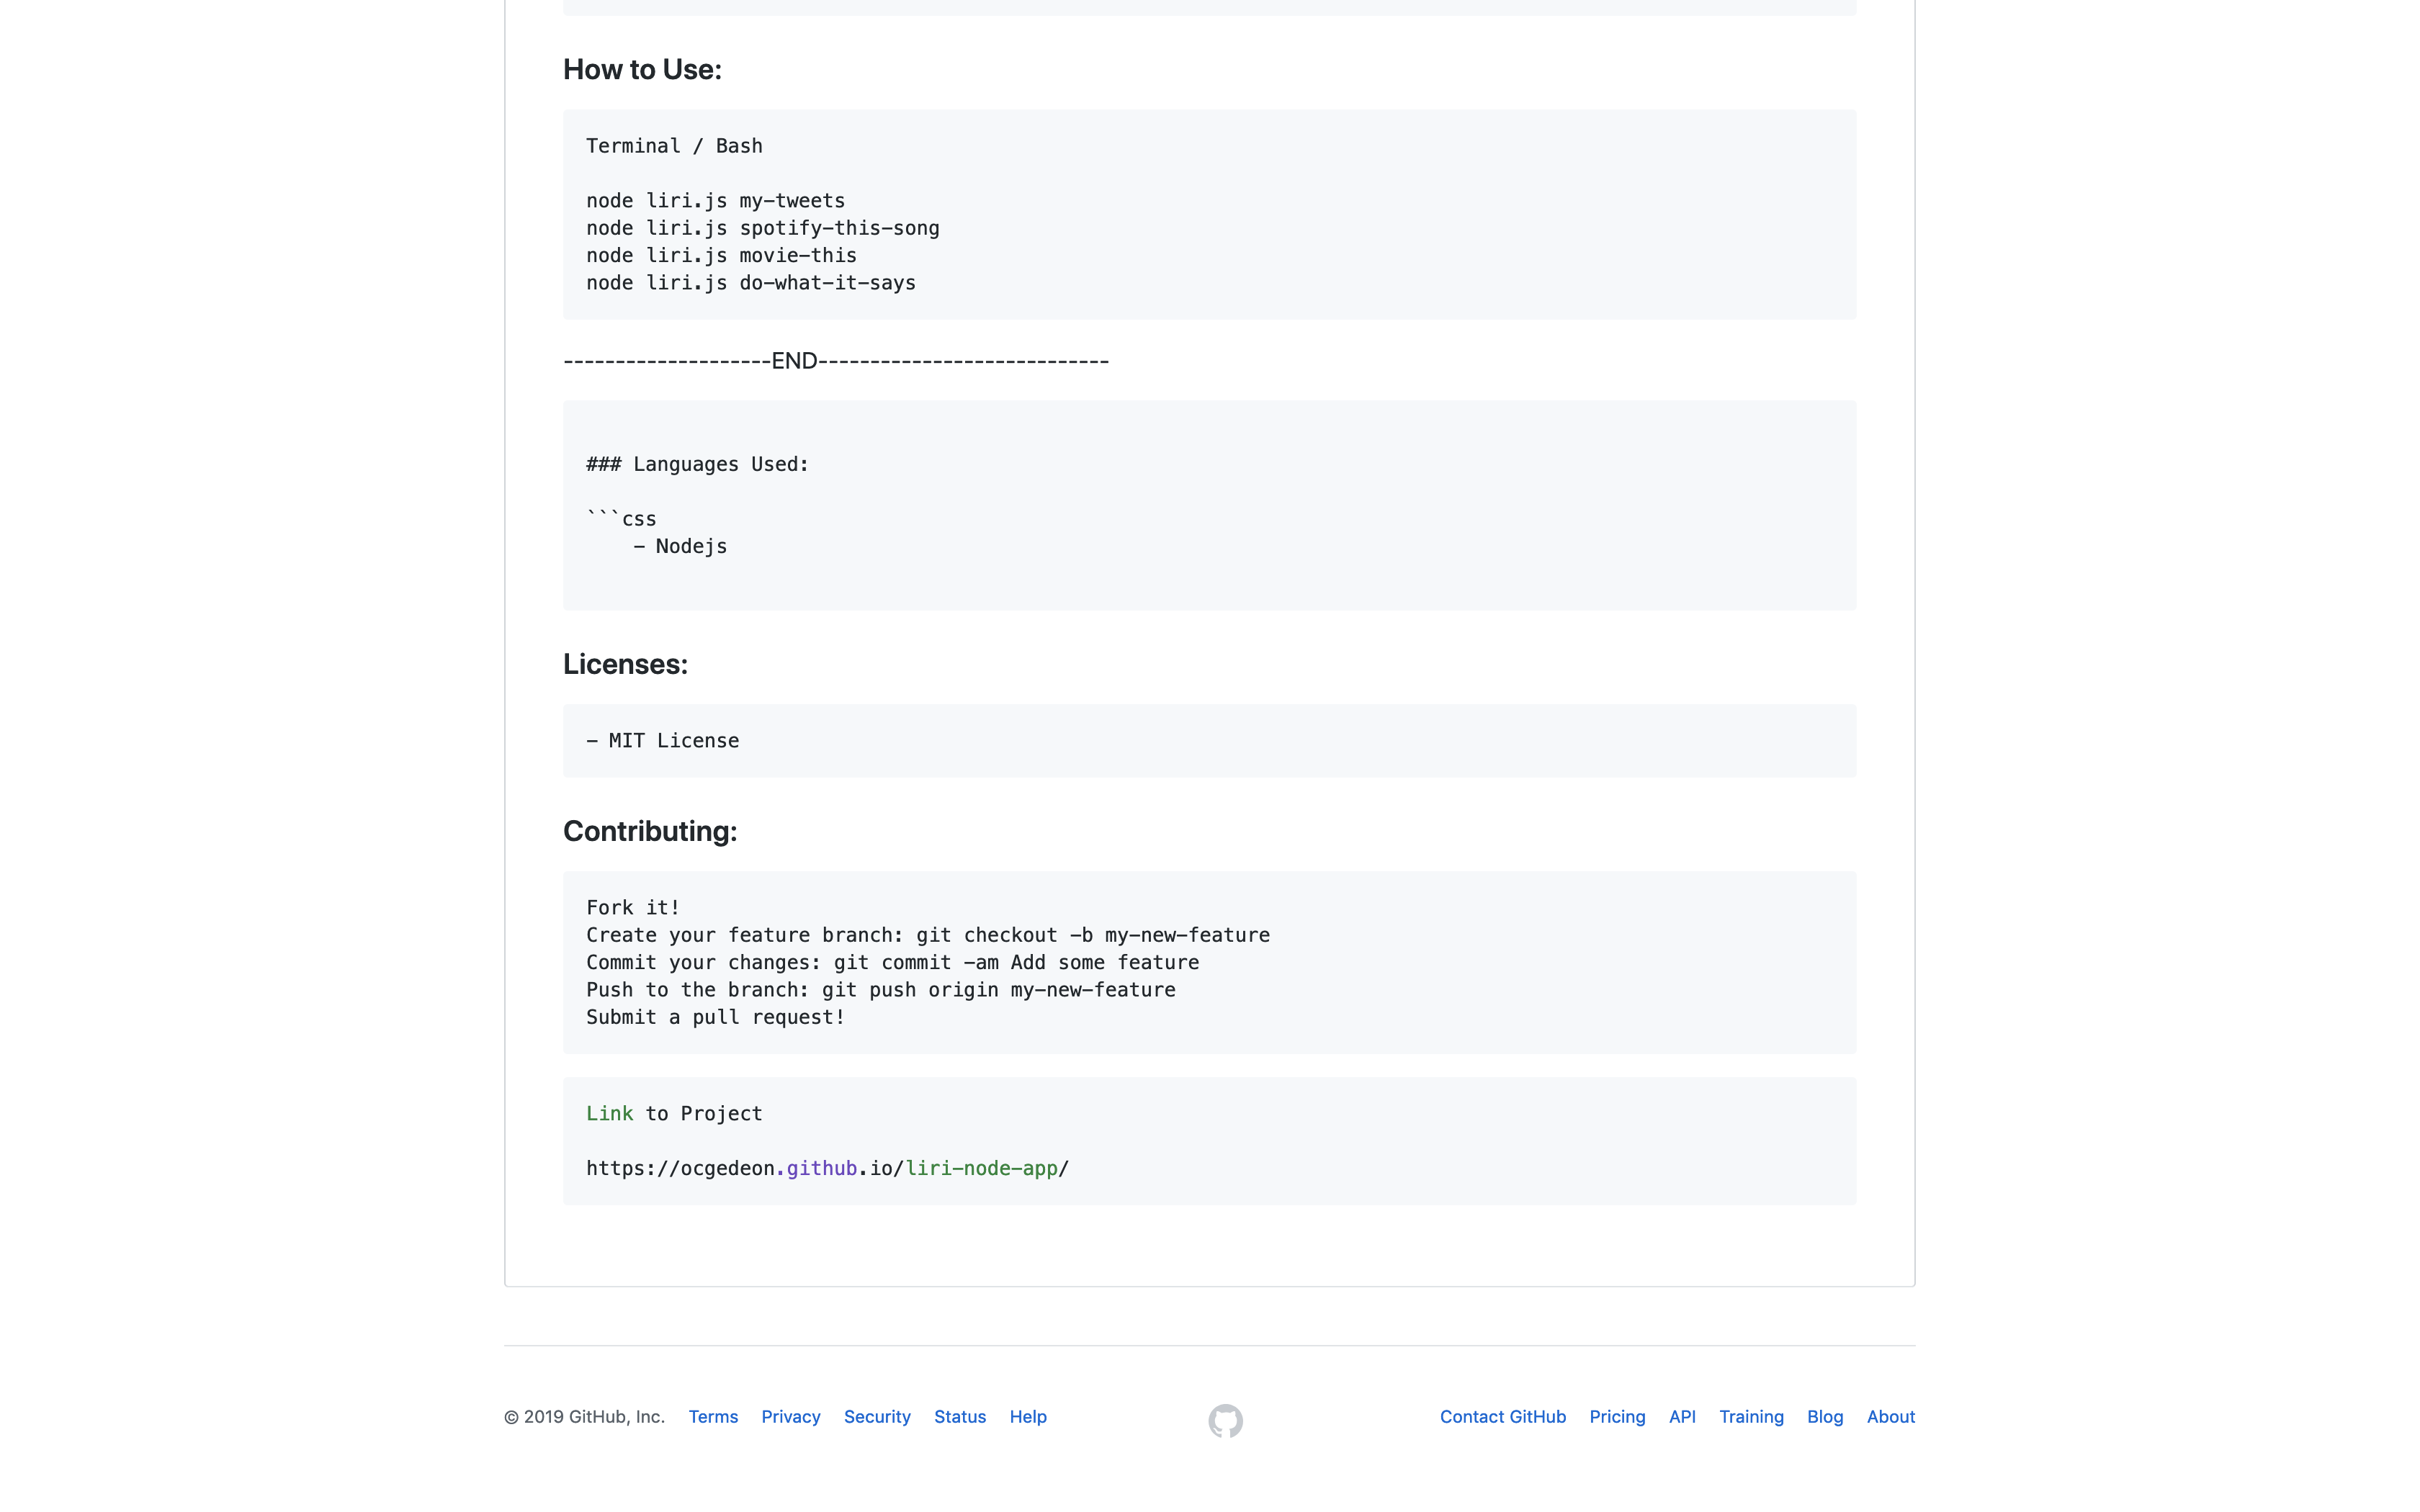 How to Use:
Terminal / Bash
node liri.js my-tweets
node liri.js spotify-this-song
node liri.js movie-this
node liri.js do-what-it-says
--------------------END----------------------------
### Languages Used:
```css
    - Nodejs
Licenses:
- MIT License
Contributing:
Fork it!
Create your feature branch: git checkout -b my-new-feature
Commit your changes: git commit -am Add some feature
Push to the branch: git push origin my-new-feature
Submit a pull request!
Link to Project
https://ocgedeon.github.io/liri-node-app/
© 2019 GitHub, Inc. Terms Privacy Security Status Help Contact GitHub Pricing API Training Blog About